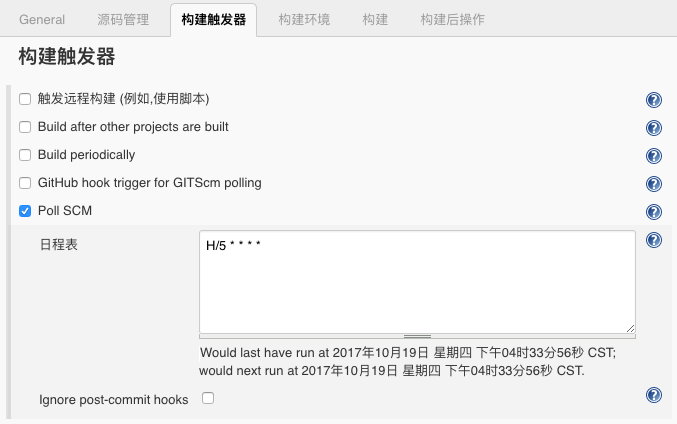 General 源码管理 构建触发器 构建环境 构建 构建后操作
构建触发器
触发远程构建 (例如,使用脚本)
Build after other projects are built
Build periodically
GitHub hook trigger for GITScm polling
Poll SCM
日程表
H/5 * * * *
Would last have run at 2017年10月19日 星期四 下午04时33分56秒 CST;
would next run at 2017年10月19日 星期四 下午04时33分56秒 CST.
Ignore post-commit hooks